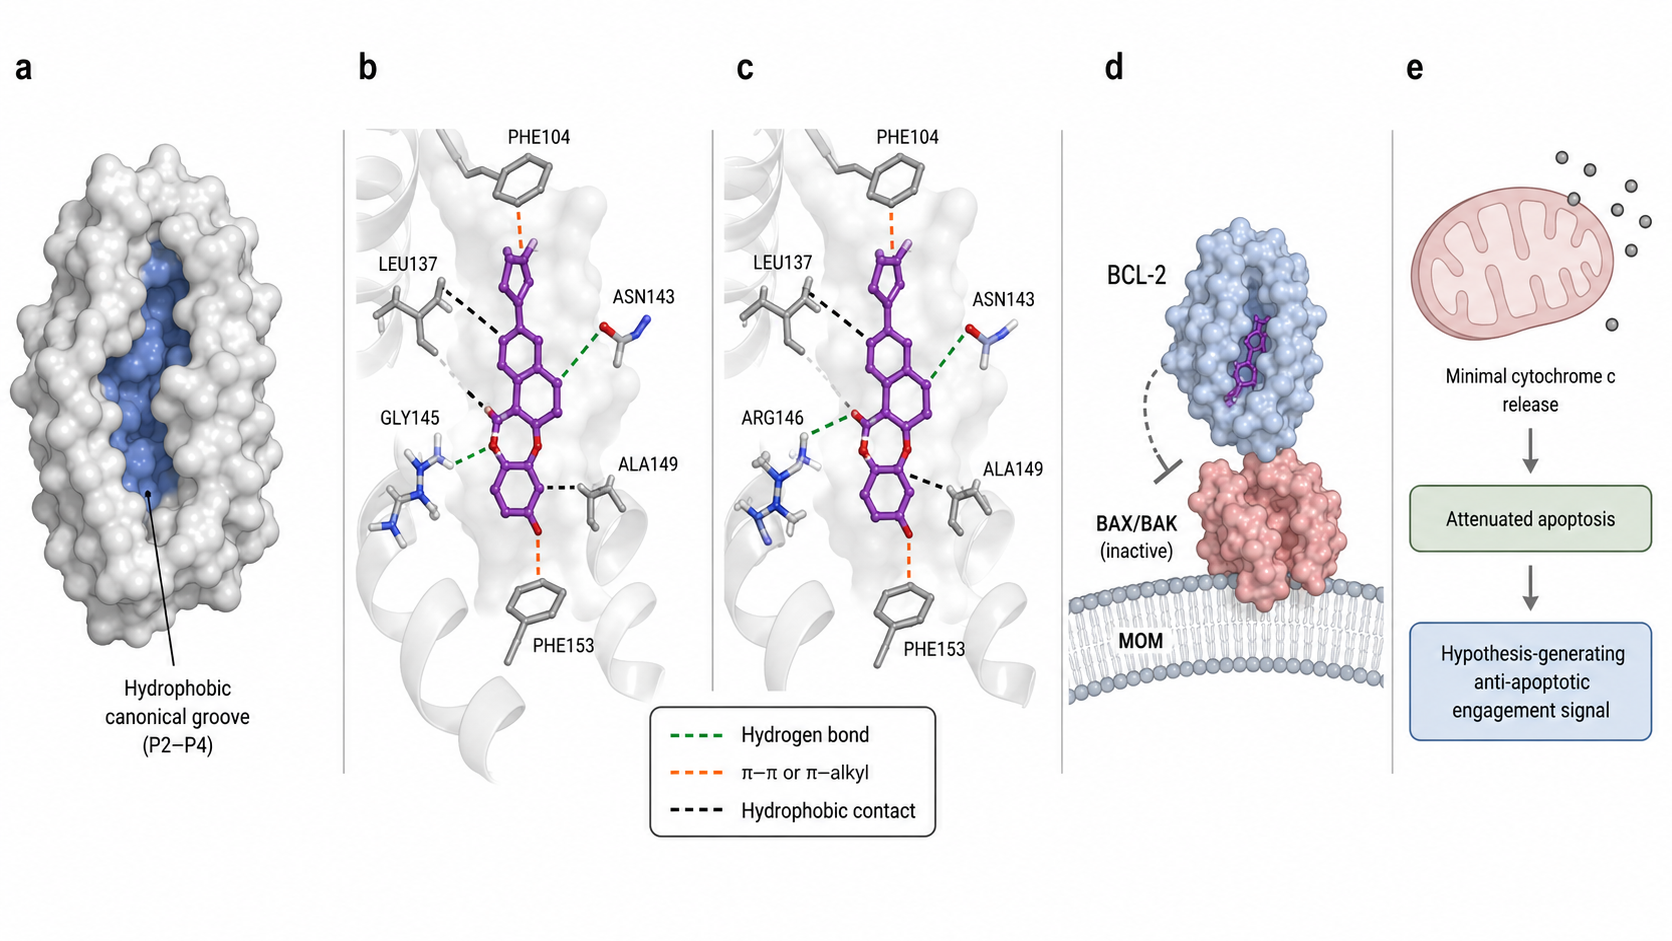 a
Hydrophobic
canonical groove
(P2–P4)
b
PHE104
LEU137
ASN143
GLY145
ALA149
PHE153
c
PHE104
LEU137
ASN143
ARG146
ALA149
PHE153
Hydrogen bond
π–π or π–alkyl
Hydrophobic contact
d
BCL-2
BAX/BAK
(inactive)
MOM
e
Minimal cytochrome c
release
Attenuated apoptosis
Hypothesis-generating
anti-apoptotic
engagement signal